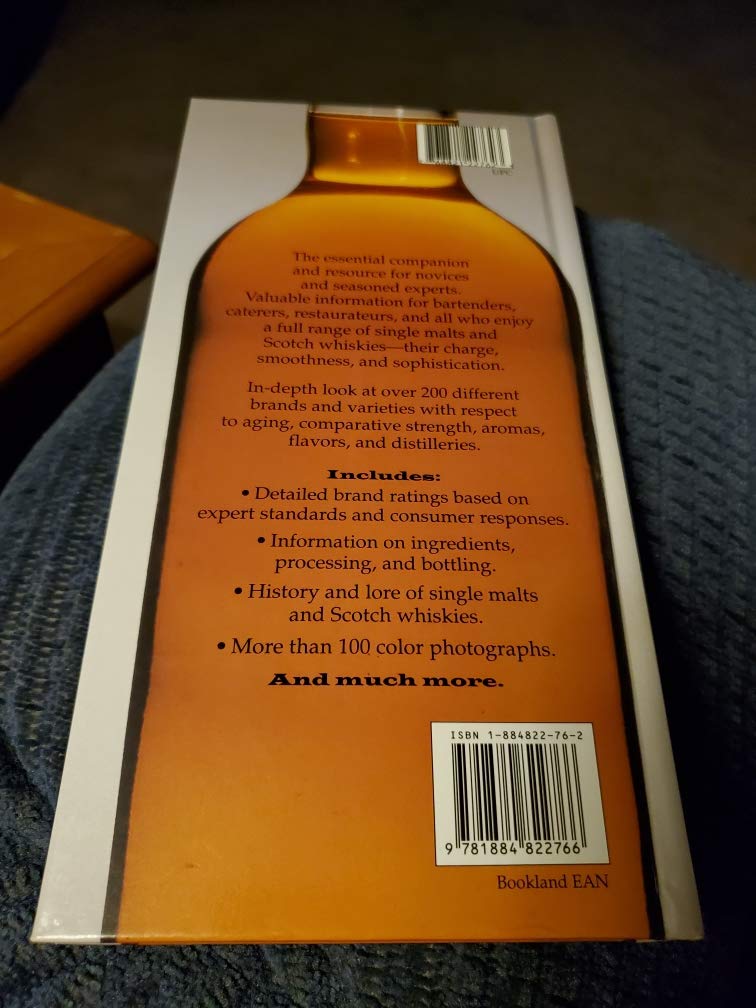 UPC
The essential companion
and resource for novices
and seasoned experts.
Valuable information for bartenders,
caterers, restaurateurs, and all who enjoy
a full range of single malts and
Scotch whiskies—their charge,
smoothness, and sophistication.
In-depth look at over 200 different
brands and varieties with respect
to aging, comparative strength, aromas,
flavors, and distilleries.
Includes:
• Detailed brand ratings based on
expert standards and consumer responses.
• Information on ingredients,
processing, and bottling.
• History and lore of single malts
and Scotch whiskies.
• More than 100 color photographs.
And much more.
ISBN 1-884822-76-2
9 781884 822766
Bookland EAN